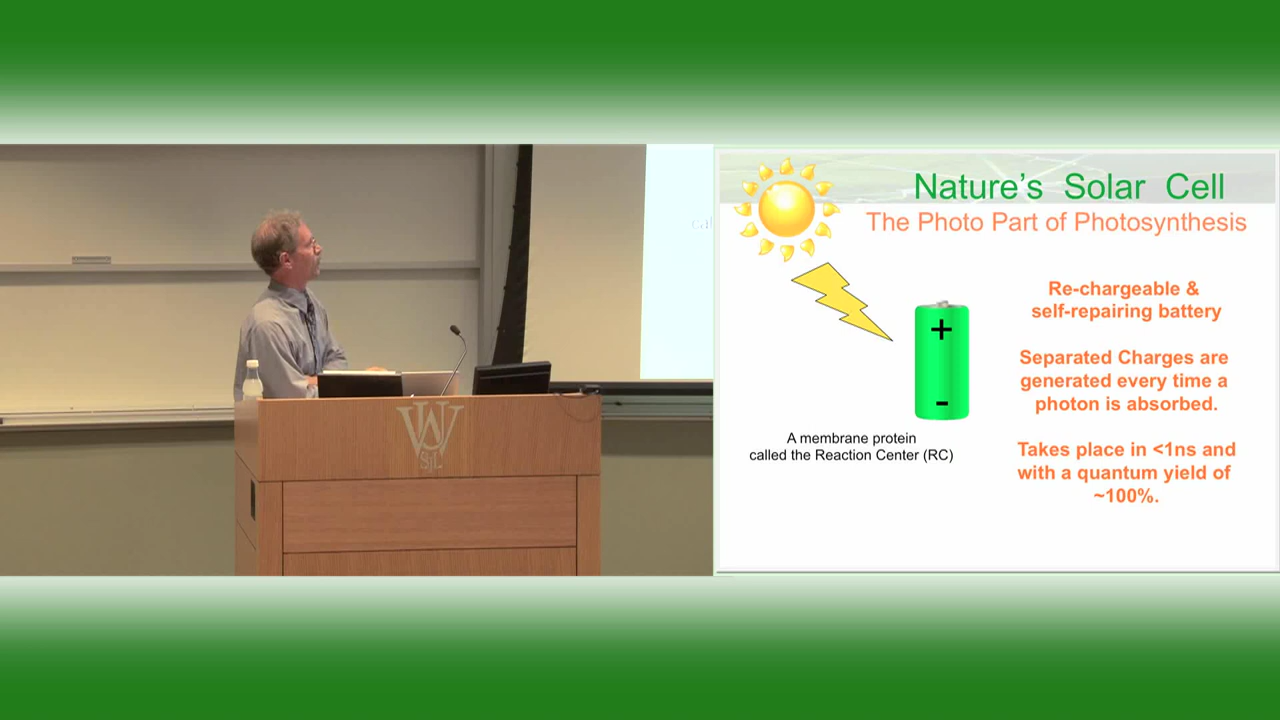 Nature's Solar Cell
The Photo Part of Photosynthesis
Re-chargeable &
self-repairing battery
+
-
Separated Charges are
generated every time a
photon is absorbed.
A membrane protein
called the Reaction Center (RC)
Takes place in <1ns and
with a quantum yield of
~100%.
WU
StL